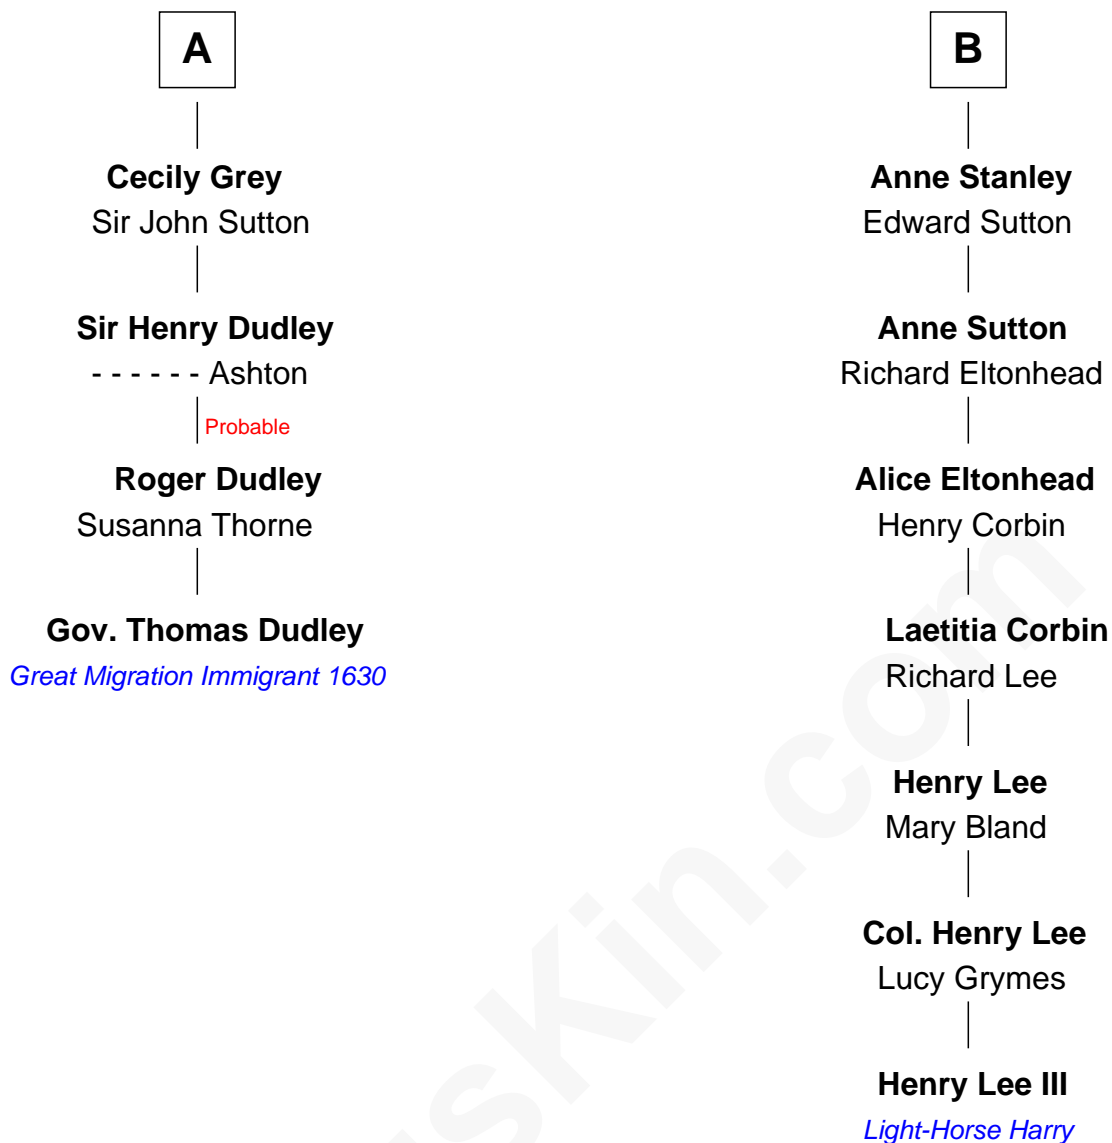 A
Cecily Grey
Sir John Sutton
Sir Henry Dudley
- - - - - - Ashton
Probable
Roger Dudley
Susanna Thorne
Gov. Thomas Dudley
Great Migration Immigrant 1630
B
Anne Stanley
Edward Sutton
Anne Sutton
Richard Eltonhead
Alice Eltonhead
Henry Corbin
Laetitia Corbin
Richard Lee
Henry Lee
Mary Bland
Col. Henry Lee
Lucy Grymes
Henry Lee III
Light-Horse Harry